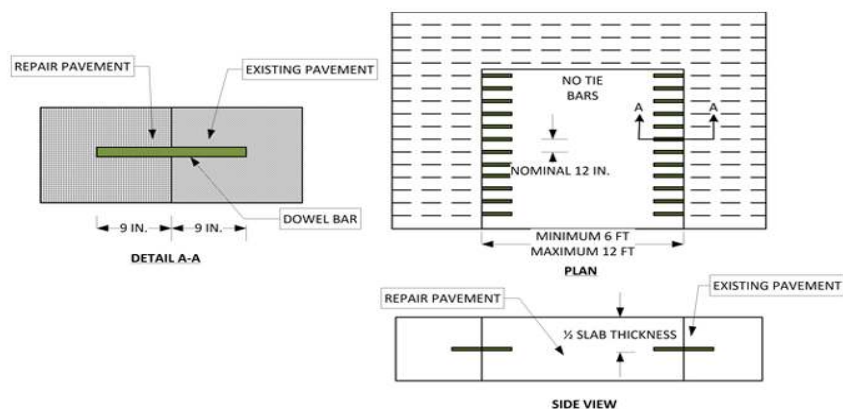 REPAIR PAVEMENT
EXISTING PAVEMENT
DOWEL BAR
9 IN.
9 IN.
DETAIL A-A
NO TIE
BARS
A
A
NOMINAL 12 IN.
MINIMUM 6 FT
MAXIMUM 12 FT
PLAN
REPAIR PAVEMENT
EXISTING PAVEMENT
½ SLAB THICKNESS
SIDE VIEW